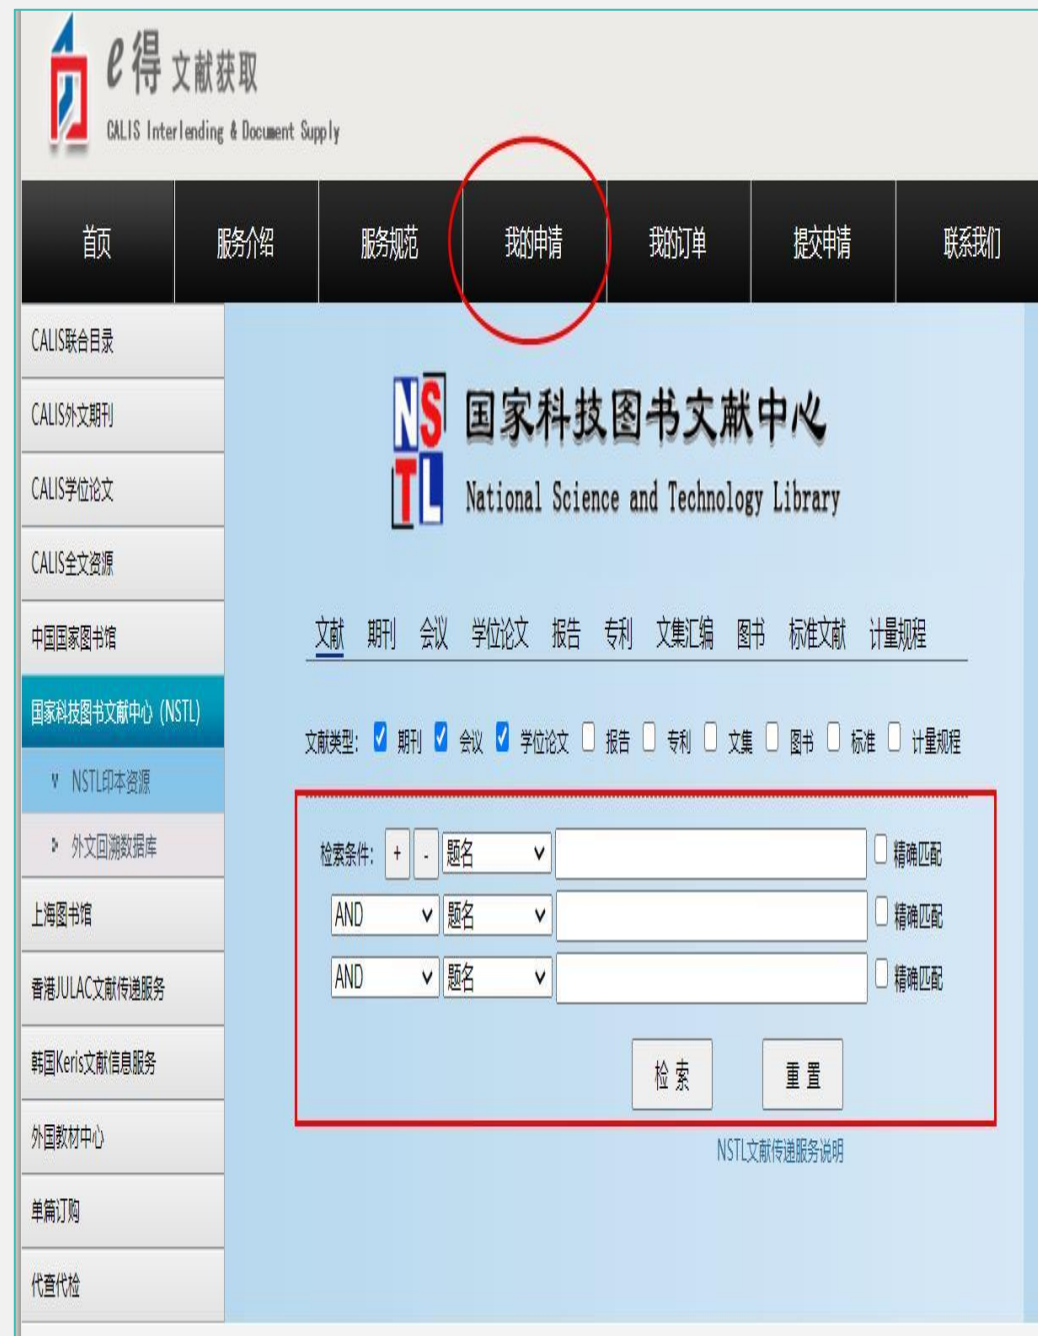 e得 文献获取
CALIS Interlending & Document Supply
首页 服务介绍 服务规范 我的申请 我的订单 提交申请 联系我们
CALIS联合目录
CALIS外文期刊
CALIS学位论文
CALIS全文资源
中国国家图书馆
国家科技图书文献中心（NSTL）
NSTL印本资源
外文回溯数据库
上海图书馆
香港JULAC文献传递服务
韩国Keris文献信息服务
外国教材中心
单篇订购
代查代检
NS
TL
国家科技图书文献中心
National Science and Technology Library
文献 期刊 会议 学位论文 报告 专利 文集汇编 图书 标准文献 计量规程
文献类型： 期刊 会议 学位论文 报告 专利 文集 图书 标准 计量规程
检索条件： + - 题名 精确匹配
AND 题名 精确匹配
AND 题名 精确匹配
检 索 重 置
NSTL文献传递服务说明